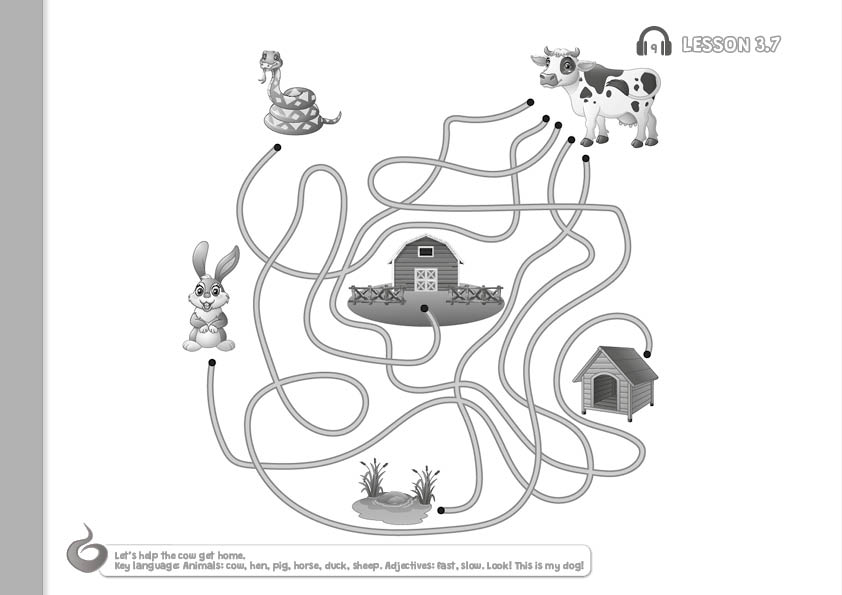 9
LESSON 3.7
Let's help the cow get home.
Key language: Animals: cow, hen, pig, horse, duck, sheep. Adjectives: fast, slow. Look! This is my dog!